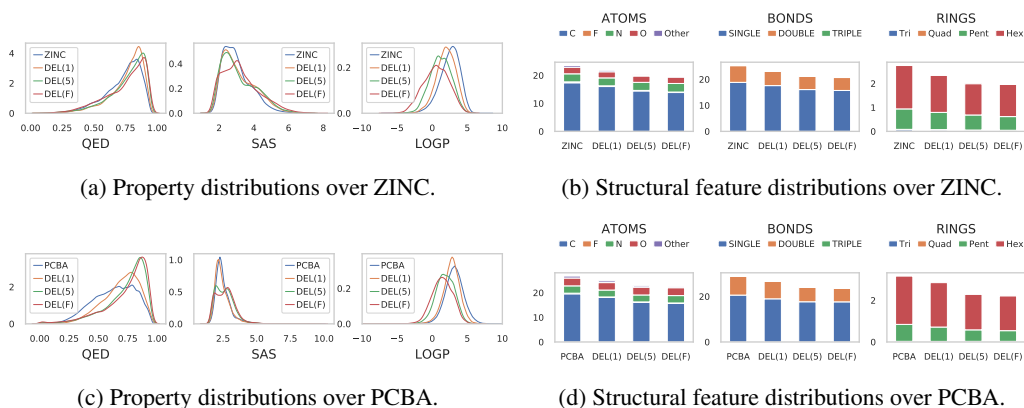 ZINC
DEL(1)
DEL(5)
DEL(F)
4
2
0
0.00 0.25 0.50 0.75 1.00
QED
ZINC
DEL(1)
DEL(5)
DEL(F)
0.4
0.2
0.0
2 4 6 8
SAS
ZINC
DEL(1)
DEL(5)
DEL(F)
0.2
0.0
−10 −5 0 5 10
LOGP
(a) Property distributions over ZINC.
ATOMS
C F N O Other
20
10
0
ZINC DEL(1) DEL(5) DEL(F)
BONDS
SINGLE DOUBLE TRIPLE
20
10
0
ZINC DEL(1) DEL(5) DEL(F)
RINGS
Tri Quad Pent Hex
2
1
0
ZINC DEL(1) DEL(5) DEL(F)
(b) Structural feature distributions over ZINC.
PCBA
DEL(1)
DEL(5)
DEL(F)
2
0
0.00 0.25 0.50 0.75 1.00
QED
PCBA
DEL(1)
DEL(5)
DEL(F)
1.0
0.5
0.0
2.5 5.0 7.5 10.0
SAS
PCBA
DEL(1)
DEL(5)
DEL(F)
0.2
0.0
−10 −5 0 5 10
LOGP
(c) Property distributions over PCBA.
ATOMS
C F N O Other
20
10
0
PCBA DEL(1) DEL(5) DEL(F)
BONDS
SINGLE DOUBLE TRIPLE
20
0
PCBA DEL(1) DEL(5) DEL(F)
RINGS
Tri Quad Pent Hex
2
0
PCBA DEL(1) DEL(5) DEL(F)
(d) Structural feature distributions over PCBA.